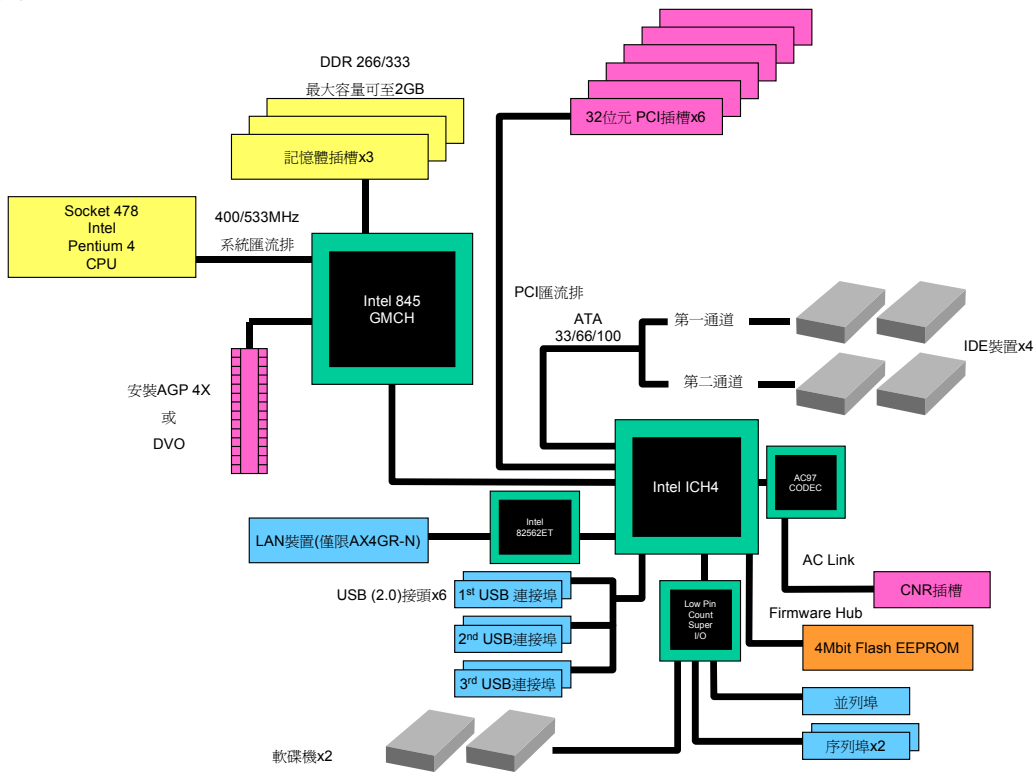 DDR 266/333
最大容量可至2GB
記憶體插槽x3
32位元 PCI插槽x6
Socket 478
Intel
Pentium 4
CPU
400/533MHz
系統匯流排
Intel 845
GMCH
PCI匯流排
ATA
33/66/100
第一通道
第二通道
IDE裝置x4
安裝AGP 4X
或
DVO
Intel ICH4
AC97
CODEC
Intel
82562ET
LAN裝置(僅限AX4GR-N)
AC Link
CNR插槽
USB (2.0)接頭x6
1st USB 連接埠
2nd USB連接埠
3rd USB連接埠
Low Pin
Count
Super
I/O
Firmware Hub
4Mbit Flash EEPROM
並列埠
序列埠x2
軟碟機x2